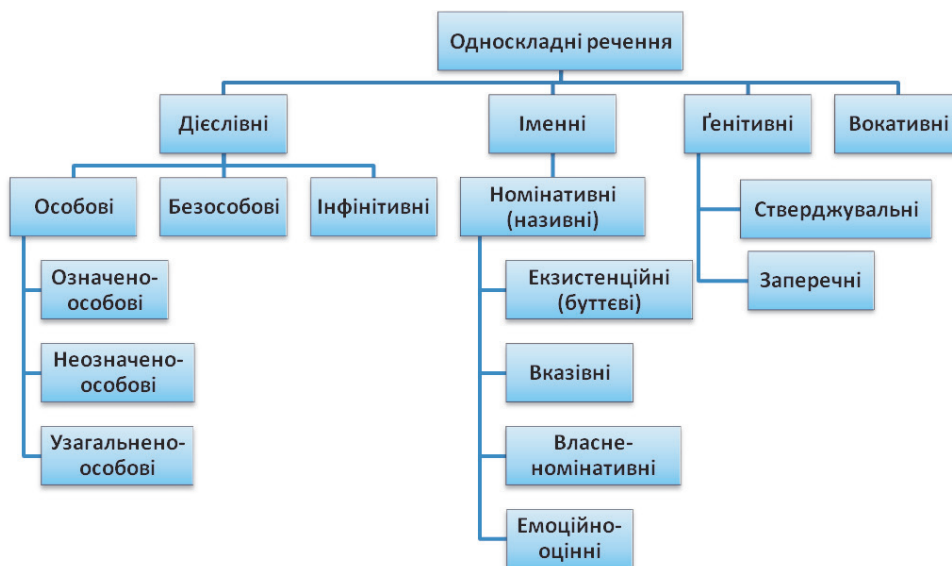 Односкладні речення
Дієслівні
Іменні
Ґенітивні
Вокативні
Особові
Безособові
Інфінітивні
Номінативні
(називні)
Стверджувальні
Заперечні
Означено-
особові
Неозначено-
особові
Узагальнено-
особові
Екзистенційні
(буттєві)
Вказівні
Власне-
номінативні
Емоційно-
оцінні